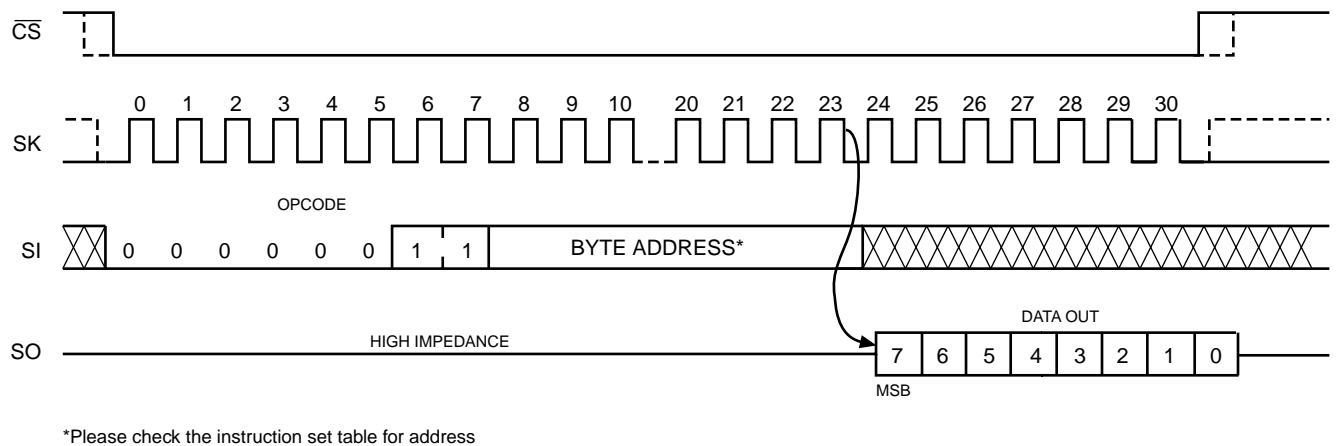 CS
0 1 2 3 4 5 6 7 8 9 10 20 21 22 23 24 25 26 27 28 29 30
SK
OPCODE
SI 0 0 0 0 0 0 1 1 BYTE ADDRESS*
DATA OUT
HIGH IMPEDANCE
SO 7 6 5 4 3 2 1 0
MSB
*Please check the instruction set table for address